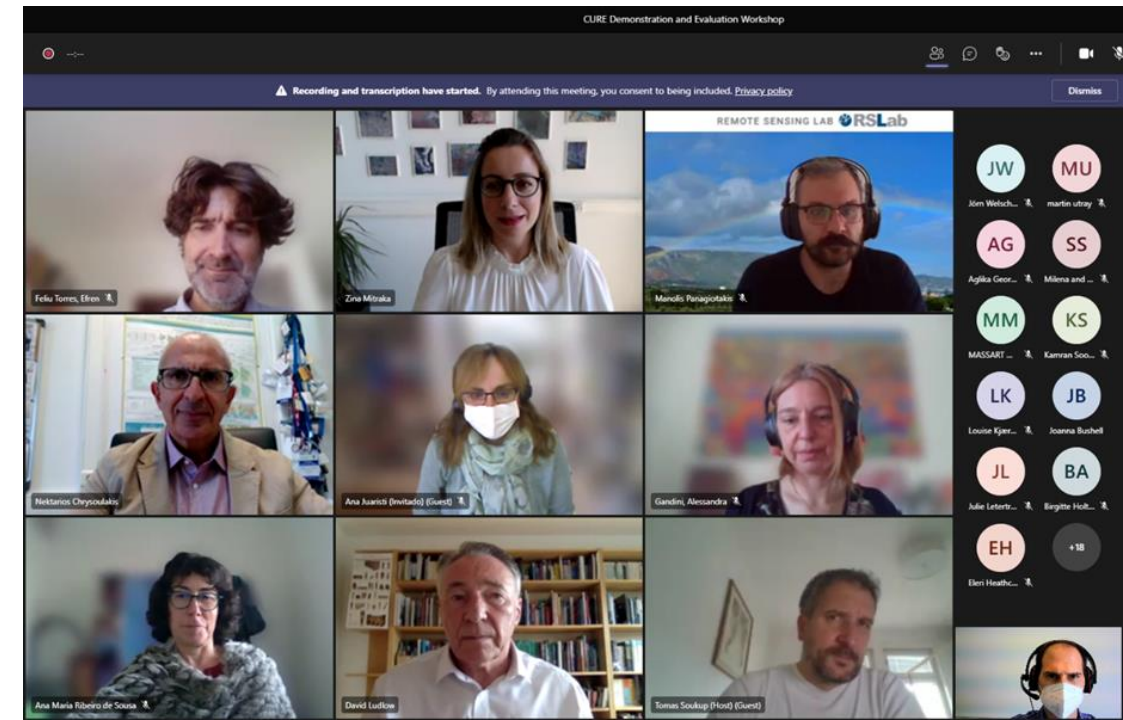 CURE Demonstration and Evaluation Workshop
--:--
Recording and transcription have started. By attending this meeting, you consent to being included. Privacy policy
Dismiss
REMOTE SENSING LAB RSLab
Feliu Torres, Efren
Zina Mitraka
Manolis Panagiotakis
Nektarios Chrysoulakis
Ana Juaristi (Invitado) (Guest)
Gandini, Alessandra
Ana Maria Ribeiro de Sousa
David Ludlow
Tomas Soukup (Host) (Guest)
JW
MU
Jörn Welsch...
martin utray
AG
SS
Aglika Geor...
Milena and ...
MM
KS
MASSART ...
Kamran Soo...
LK
JB
Louise Kjær...
Joanna Bushell
JL
BA
Julie Letertr...
Birgitte Holt...
EH
+18
Eleri Heathc...